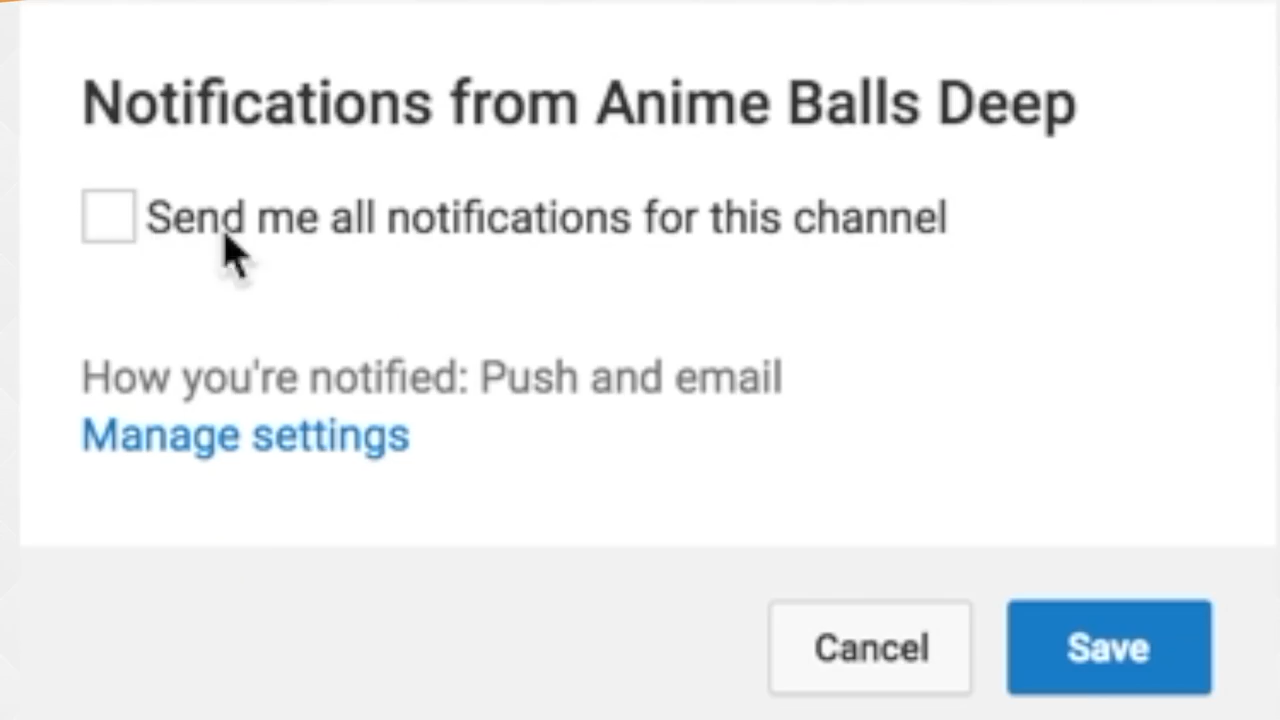 Notifications from Anime Balls Deep
Send me all notifications for this channel
How you're notified: Push and email
Manage settings
Cancel
Save